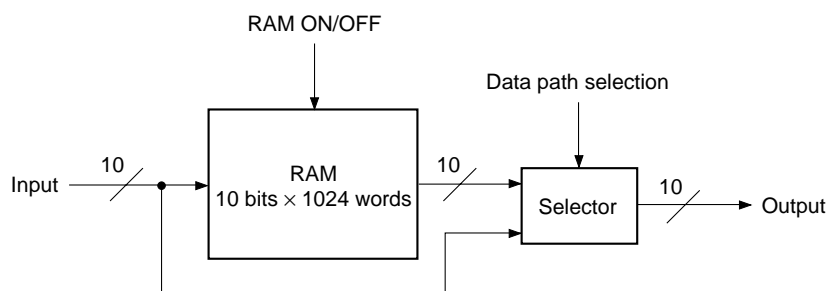 RAM ON/OFF
Data path selection
10
RAM
10
10 bits × 1024 words
10
Input
Selector
Output